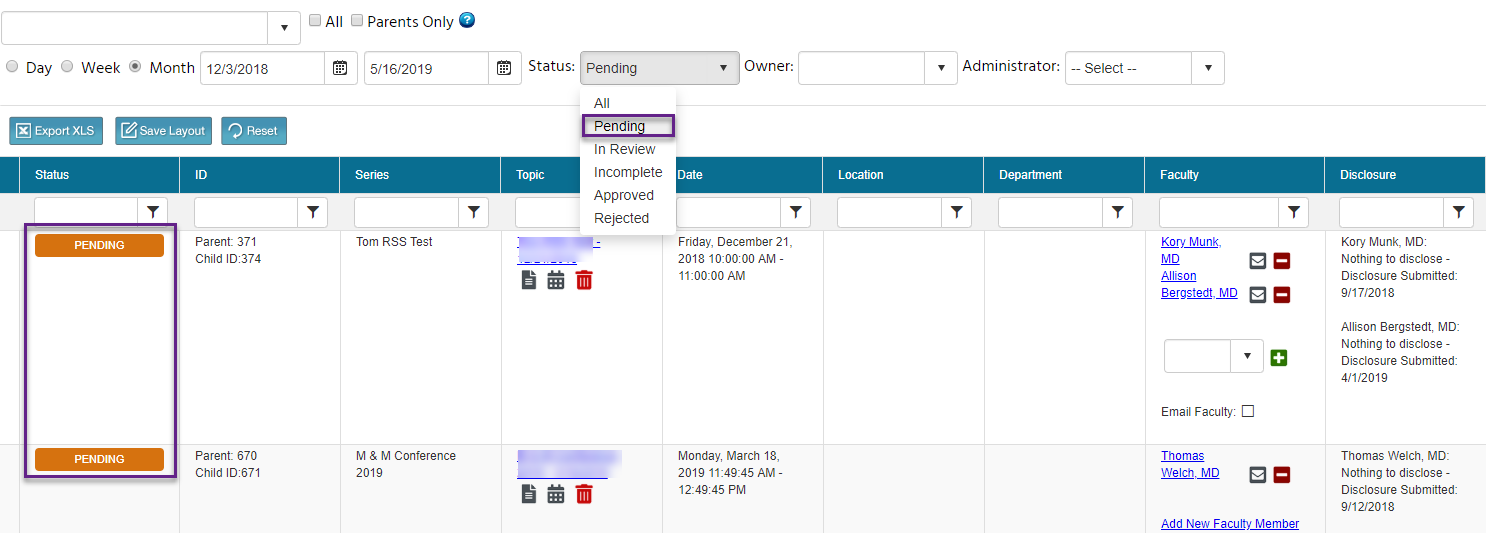 All Parents Only ?
Day Week Month 12/3/2018 5/16/2019 Status: Pending Owner: Administrator: -- Select --
All
Pending
In Review
Incomplete
Approved
Rejected
Export XLS Save Layout Reset
Status ID Series Topic Date Location Department Faculty Disclosure
PENDING
Parent: 371
Child ID:374
Tom RSS Test
Friday, December 21,
2018 10:00:00 AM -
11:00:00 AM
Kory Munk,
MD
Allison
Bergstedt, MD
Email Faculty:
Kory Munk, MD:
Nothing to disclose -
Disclosure Submitted:
9/17/2018
Allison Bergstedt, MD:
Nothing to disclose -
Disclosure Submitted:
4/1/2019
PENDING
Parent: 670
Child ID:671
M & M Conference
2019
Monday, March 18,
2019 11:49:45 AM -
12:49:45 PM
Thomas
Welch, MD
Add New Faculty Member
Thomas Welch, MD:
Nothing to disclose -
Disclosure Submitted:
9/12/2018